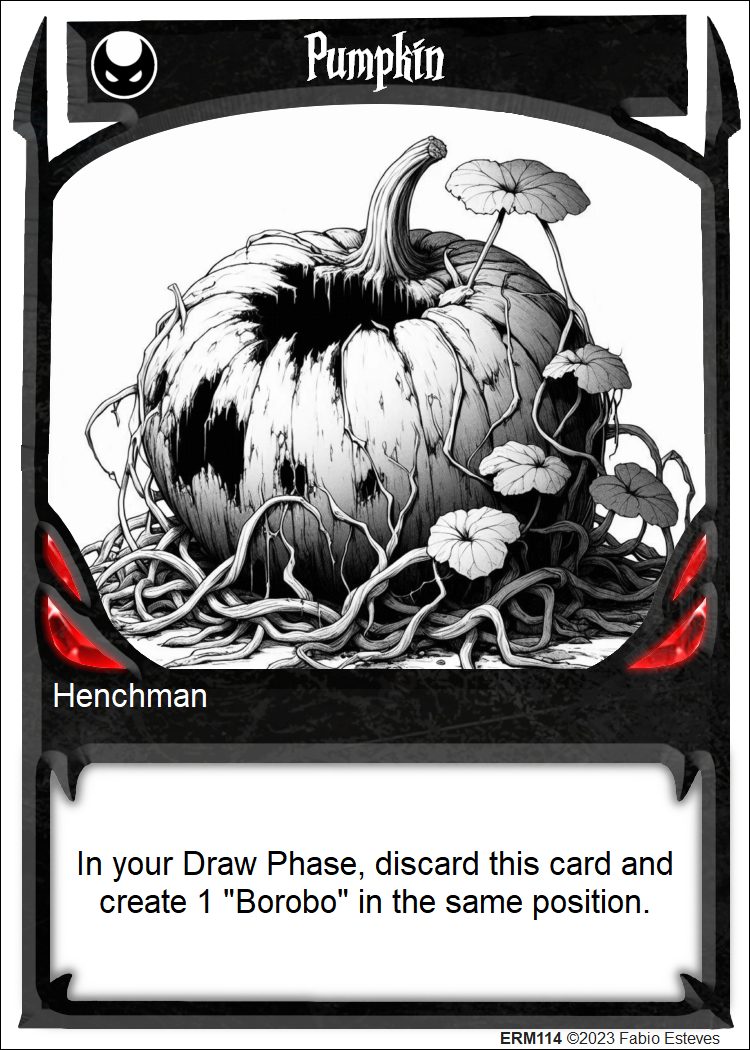 Pumpkin
Henchman
In your Draw Phase, discard this card and
create 1 "Borobo" in the same position.
ERM114 ©2023 Fabio Esteves